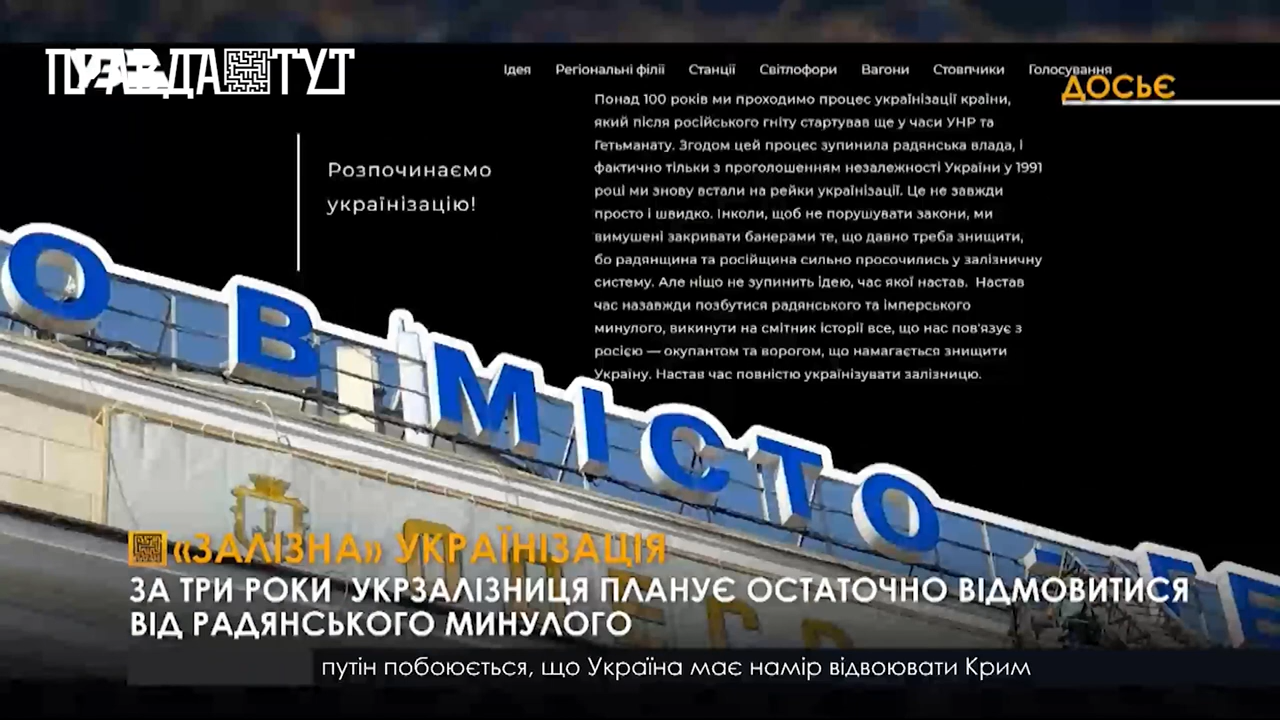 ПРАВДА ТУТ
Ідея Регіональні філії Станції Світлофори Вагони Стовпчики Голосування
ДОСЬЄ
Понад 100 років ми проходимо процес українізації країни,
який після російського гніту стартував ще у часи УНР та
Гетьманату. Згодом цей процес зупинила радянська влада, і
фактично тільки з проголошенням незалежності України у 1991
році ми знову встали на рейки українізації. Це не завжди
просто і швидко. Інколи, щоб не порушувати закони, ми
вимушені закривати банерами те, що давно треба знищити,
бо радянщина та російщина сильно просочились у залізничну
систему. Але ніщо не зупинить ідею, час якої настав. Настав
час назавжди позбутися радянського та імперського
минулого, викинути на смітник історії все, що нас пов'язує з
росією — окупантом та ворогом, що намагається знищити
Україну. Настав час повністю українізувати залізницю.
Розпочинаємо
українізацію!
О В МІСТО
«ЗАЛІЗНА» УКРАЇНІЗАЦІЯ
ЗА ТРИ РОКИ УКРЗАЛІЗНИЦЯ ПЛАНУЄ ОСТАТОЧНО ВІДМОВИТИСЯ
ВІД РАДЯНСЬКОГО МИНУЛОГО
путін побоюється, що Україна має намір відвоювати Крим